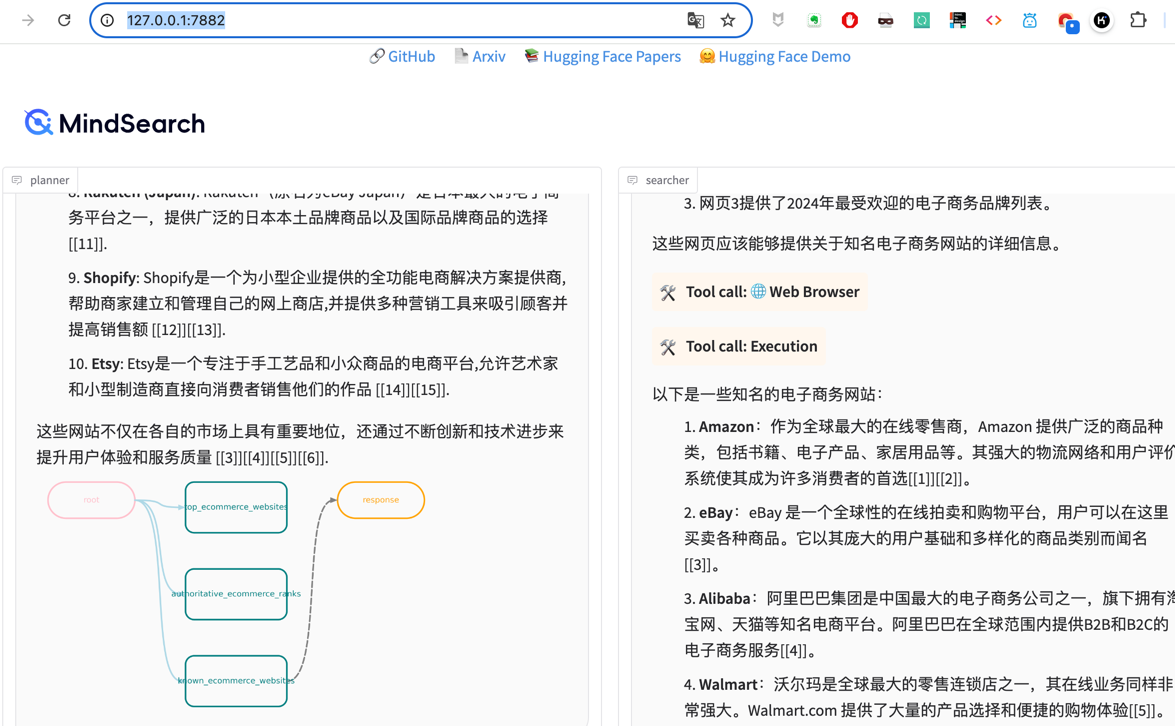 127.0.0.1:7882
GitHub Arxiv Hugging Face Papers Hugging Face Demo
MindSearch
planner
8. Rakuten (Japan): Rakuten（原名为eBay Japan）是日本最大的电子商
务平台之一，提供广泛的日本本土品牌商品以及国际品牌商品的选择
[[11]].
9. Shopify: Shopify是一个为小型企业提供的全功能电商解决方案提供商,
帮助商家建立和管理自己的网上商店,并提供多种营销工具来吸引顾客并
提高销售额 [[12]][[13]].
10. Etsy: Etsy是一个专注于手工艺品和小众商品的电商平台,允许艺术家
和小型制造商直接向消费者销售他们的作品 [[14]][[15]].
这些网站不仅在各自的市场上具有重要地位，还通过不断创新和技术进步来
提升用户体验和服务质量 [[3]][[4]][[5]][[6]].
root
top_ecommerce_websites
response
authoritative_ecommerce_ranks
known_ecommerce_websites
searcher
3. 网页3提供了2024年最受欢迎的电子商务品牌列表。
这些网页应该能够提供关于知名电子商务网站的详细信息。
Tool call: Web Browser
Tool call: Execution
以下是一些知名的电子商务网站：
1. Amazon：作为全球最大的在线零售商，Amazon 提供广泛的商品种
类，包括书籍、电子产品、家居用品等。其强大的物流网络和用户评价
系统使其成为许多消费者的首选[[1]][[2]]。
2. eBay：eBay 是一个全球性的在线拍卖和购物平台，用户可以在这里
买卖各种商品。它以其庞大的用户基础和多样化的商品类别而闻名
[[3]]。
3. Alibaba：阿里巴巴集团是中国最大的电子商务公司之一，旗下拥有淘
宝网、天猫等知名电商平台。阿里巴巴在全球范围内提供B2B和B2C的
电子商务服务[[4]]。
4. Walmart：沃尔玛是全球最大的零售连锁店之一，其在线业务同样非
常强大。Walmart.com 提供了大量的产品选择和便捷的购物体验[[5]]。